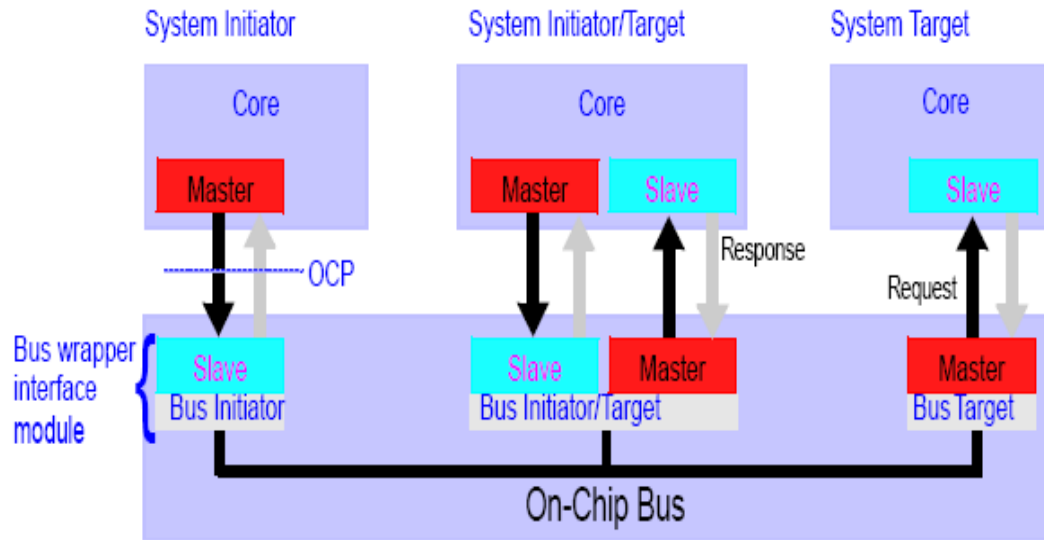 System Initiator
System Initiator/Target
System Target
Core
Core
Core
Master
Master
Slave
Slave
Response
OCP
Request
Bus wrapper
interface
module
Slave
Slave
Master
Master
Bus Initiator
Bus Initiator/Target
Bus Target
On-Chip Bus